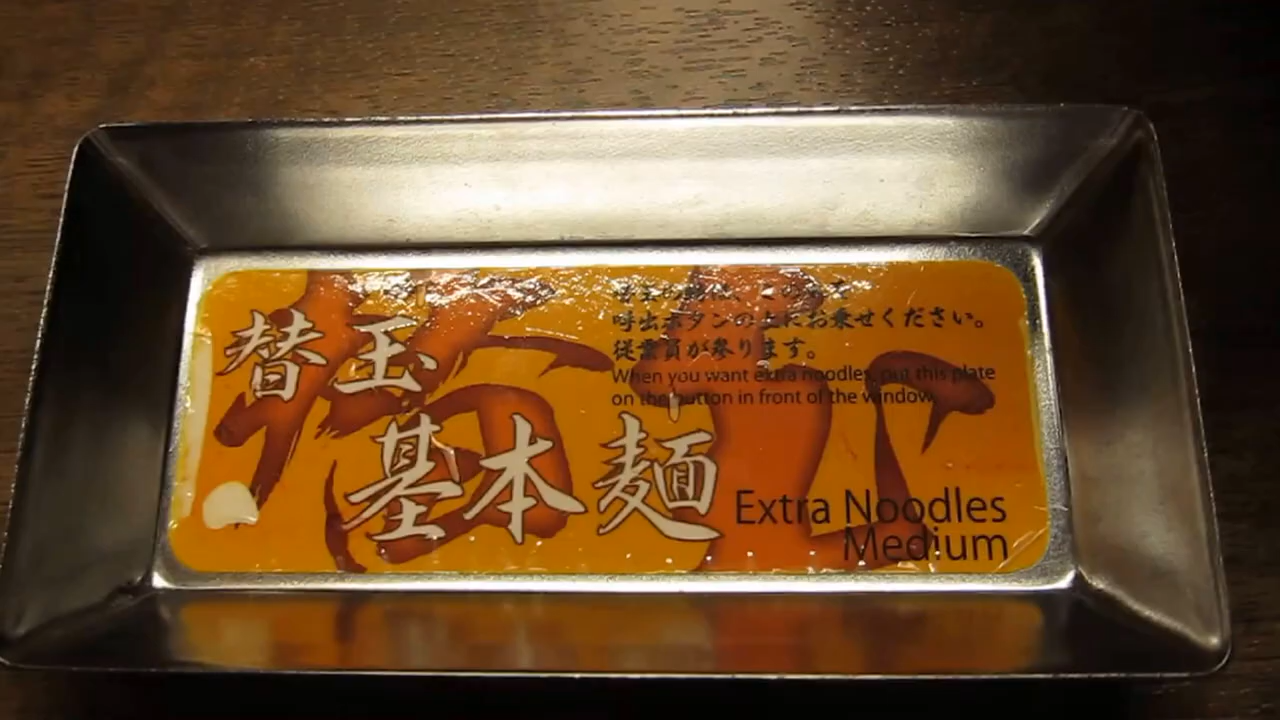 替玉
基本麺
呼出ボタンの上にお乗せください。
従業員が参ります。
When you want extra noodles, put this plate
on the button in front of the window.
Extra Noodles
Medium